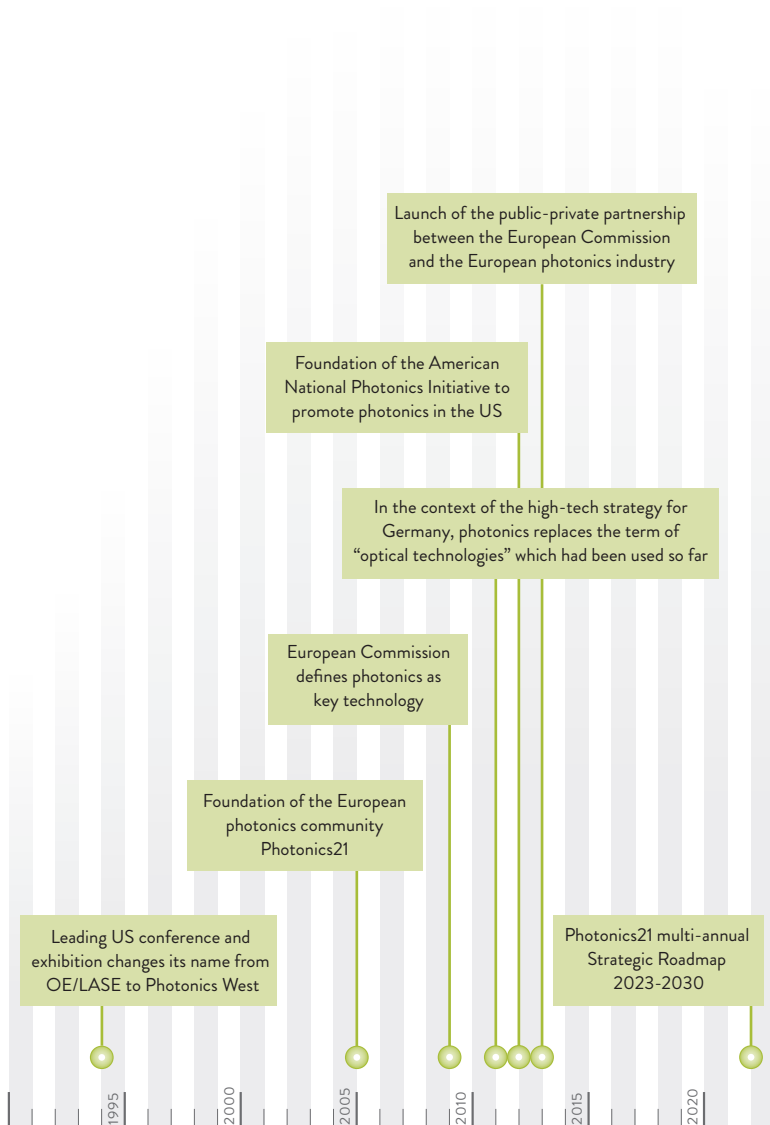 Launch of the public-private partnership
between the European Commission
and the European photonics industry
Foundation of the American
National Photonics Initiative to
promote photonics in the US
In the context of the high-tech strategy for
Germany, photonics replaces the term of
“optical technologies” which had been used so far
European Commission
defines photonics as
key technology
Foundation of the European
photonics community
Photonics21
Leading US conference and
exhibition changes its name from
OE/LASE to Photonics West
Photonics21 multi-annual
Strategic Roadmap
2023-2030
1995
2000
2005
2010
2015
2020